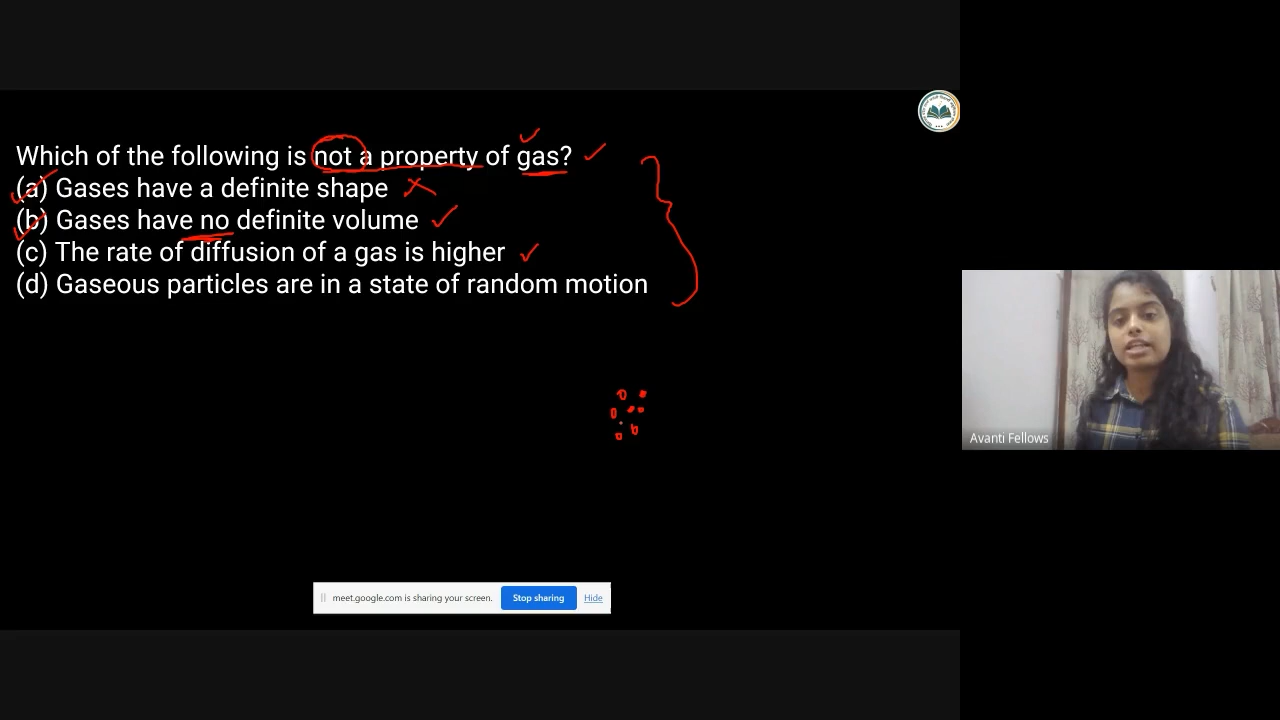 Which of the following is not a property of gas?
(a) Gases have a definite shape
(b) Gases have no definite volume
(c) The rate of diffusion of a gas is higher
(d) Gaseous particles are in a state of random motion
Avanti Fellows
meet.google.com is sharing your screen. Stop sharing Hide